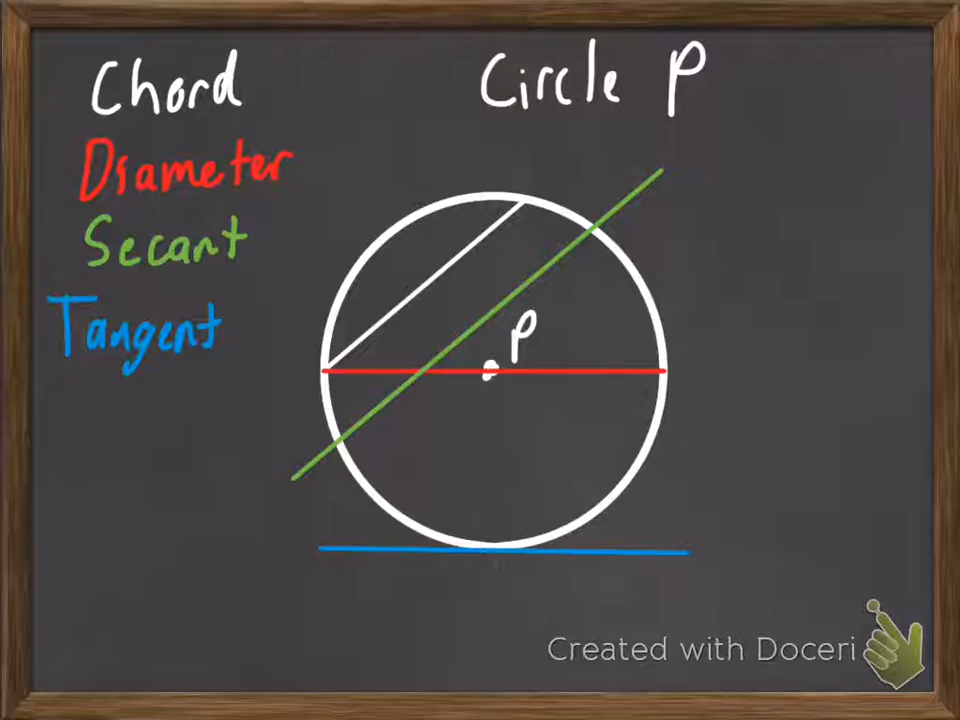 Chord
Circle P
Diameter
Secant
Tangent
P
Created with Doceri